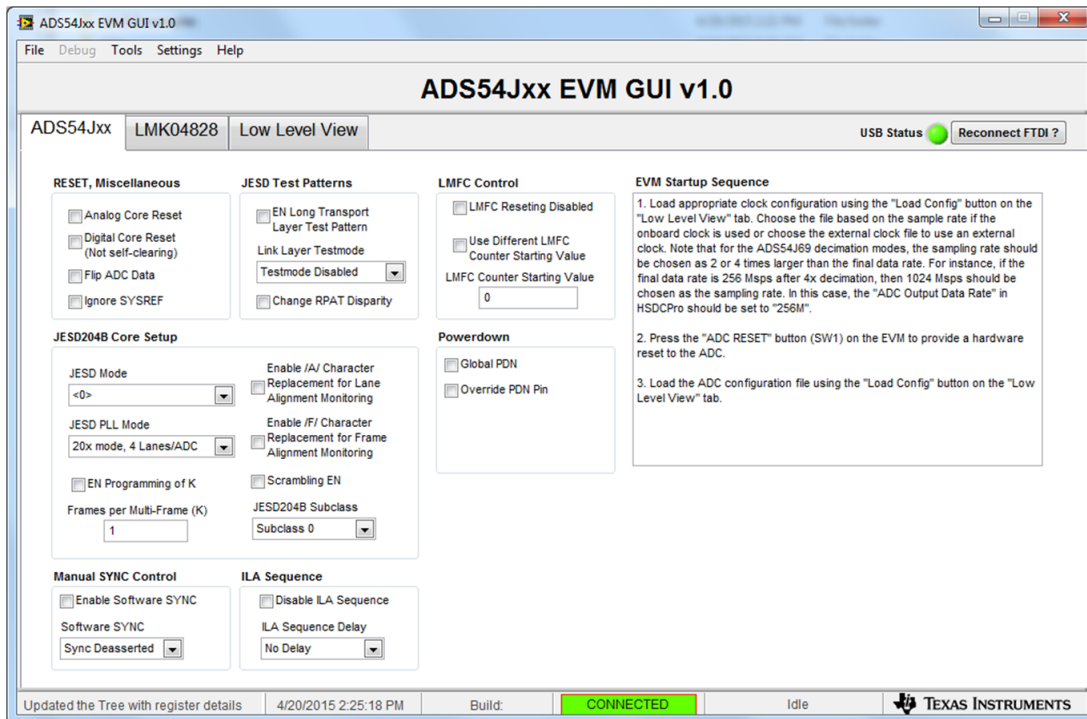 ADS54Jxx EVM GUI v1.0
File Debug Tools Settings Help
ADS54Jxx EVM GUI v1.0
ADS54Jxx LMK04828 Low Level View
USB Status Reconnect FTDI ?
RESET, Miscellaneous
Analog Core Reset
Digital Core Reset
(Not self-clearing)
Flip ADC Data
Ignore SYSREF
JESD Test Patterns
EN Long Transport
Layer Test Pattern
Link Layer Testmode
Testmode Disabled
Change RPAT Disparity
LMFC Control
LMFC Reseting Disabled
Use Different LMFC
Counter Starting Value
LMFC Counter Starting Value
0
EVM Startup Sequence
1. Load appropriate clock configuration using the "Load Config" button on the
"Low Level View" tab. Choose the file based on the sample rate if the
onboard clock is used or choose the external clock file to use an external
clock. Note that for the ADS54J69 decimation modes, the sampling rate should
be chosen as 2 or 4 times larger than the final data rate. For instance, if the
final data rate is 256 Msps after 4x decimation, then 1024 Msps should be
chosen as the sampling rate. In this case, the "ADC Output Data Rate" in
HSDCPro should be set to "256M".
2. Press the "ADC RESET" button (SW1) on the EVM to provide a hardware
reset to the ADC.
3. Load the ADC configuration file using the "Load Config" button on the "Low
Level View" tab.
JESD204B Core Setup
JESD Mode
<0>
JESD PLL Mode
20x mode, 4 Lanes/ADC
EN Programming of K
Frames per Multi-Frame (K)
1
Enable /A/ Character
Replacement for Lane
Alignment Monitoring
Enable /F/ Character
Replacement for Frame
Alignment Monitoring
Scrambling EN
JESD204B Subclass
Subclass 0
Powerdown
Global PDN
Override PDN Pin
Manual SYNC Control
Enable Software SYNC
Software SYNC
Sync Deasserted
ILA Sequence
Disable ILA Sequence
ILA Sequence Delay
No Delay
Updated the Tree with register details 4/20/2015 2:25:18 PM Build: CONNECTED Idle TEXAS INSTRUMENTS